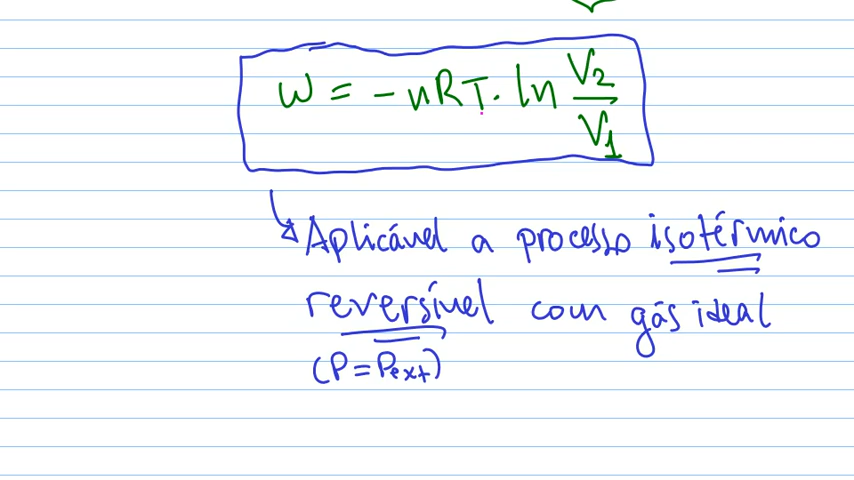 W = - nRT. ln V2/V1
Aplicável a processo isotérmico
reversível com gás ideal
(P = Pext)